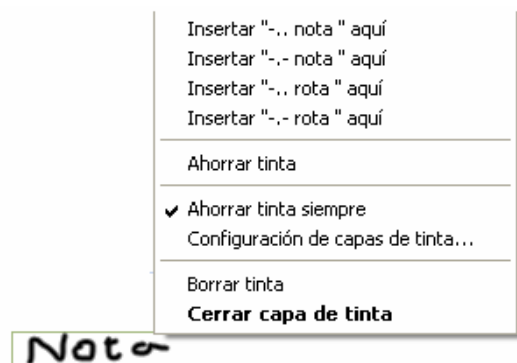 Insertar "-.. nota " aquí
Insertar "-.- nota " aquí
Insertar "-.. rota " aquí
Insertar "-.- rota " aquí
Ahorrar tinta
Ahorrar tinta siempre
Configuración de capas de tinta...
Borrar tinta
Cerrar capa de tinta
Nota